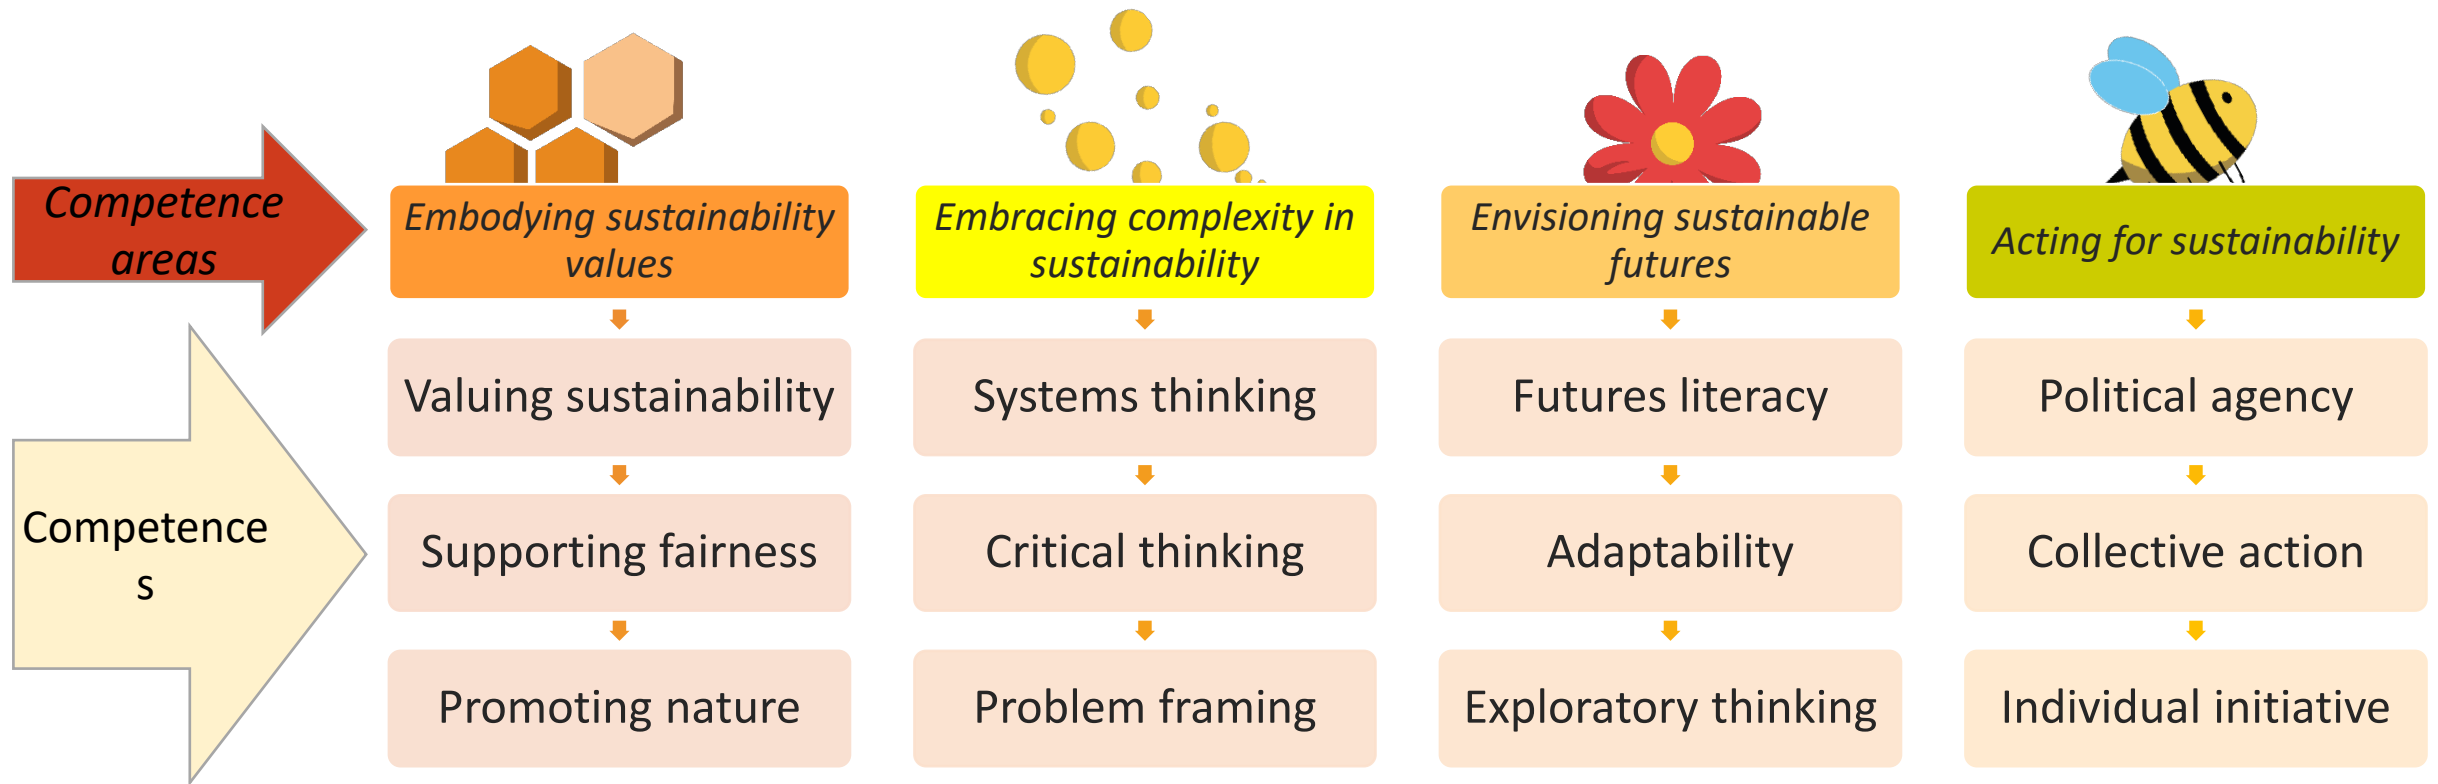 Competence
areas
Embodying sustainability
values
Embracing complexity in
sustainability
Envisioning sustainable
futures
Acting for sustainability
Competence
s
Valuing sustainability
Supporting fairness
Promoting nature
Systems thinking
Critical thinking
Problem framing
Futures literacy
Adaptability
Exploratory thinking
Political agency
Collective action
Individual initiative